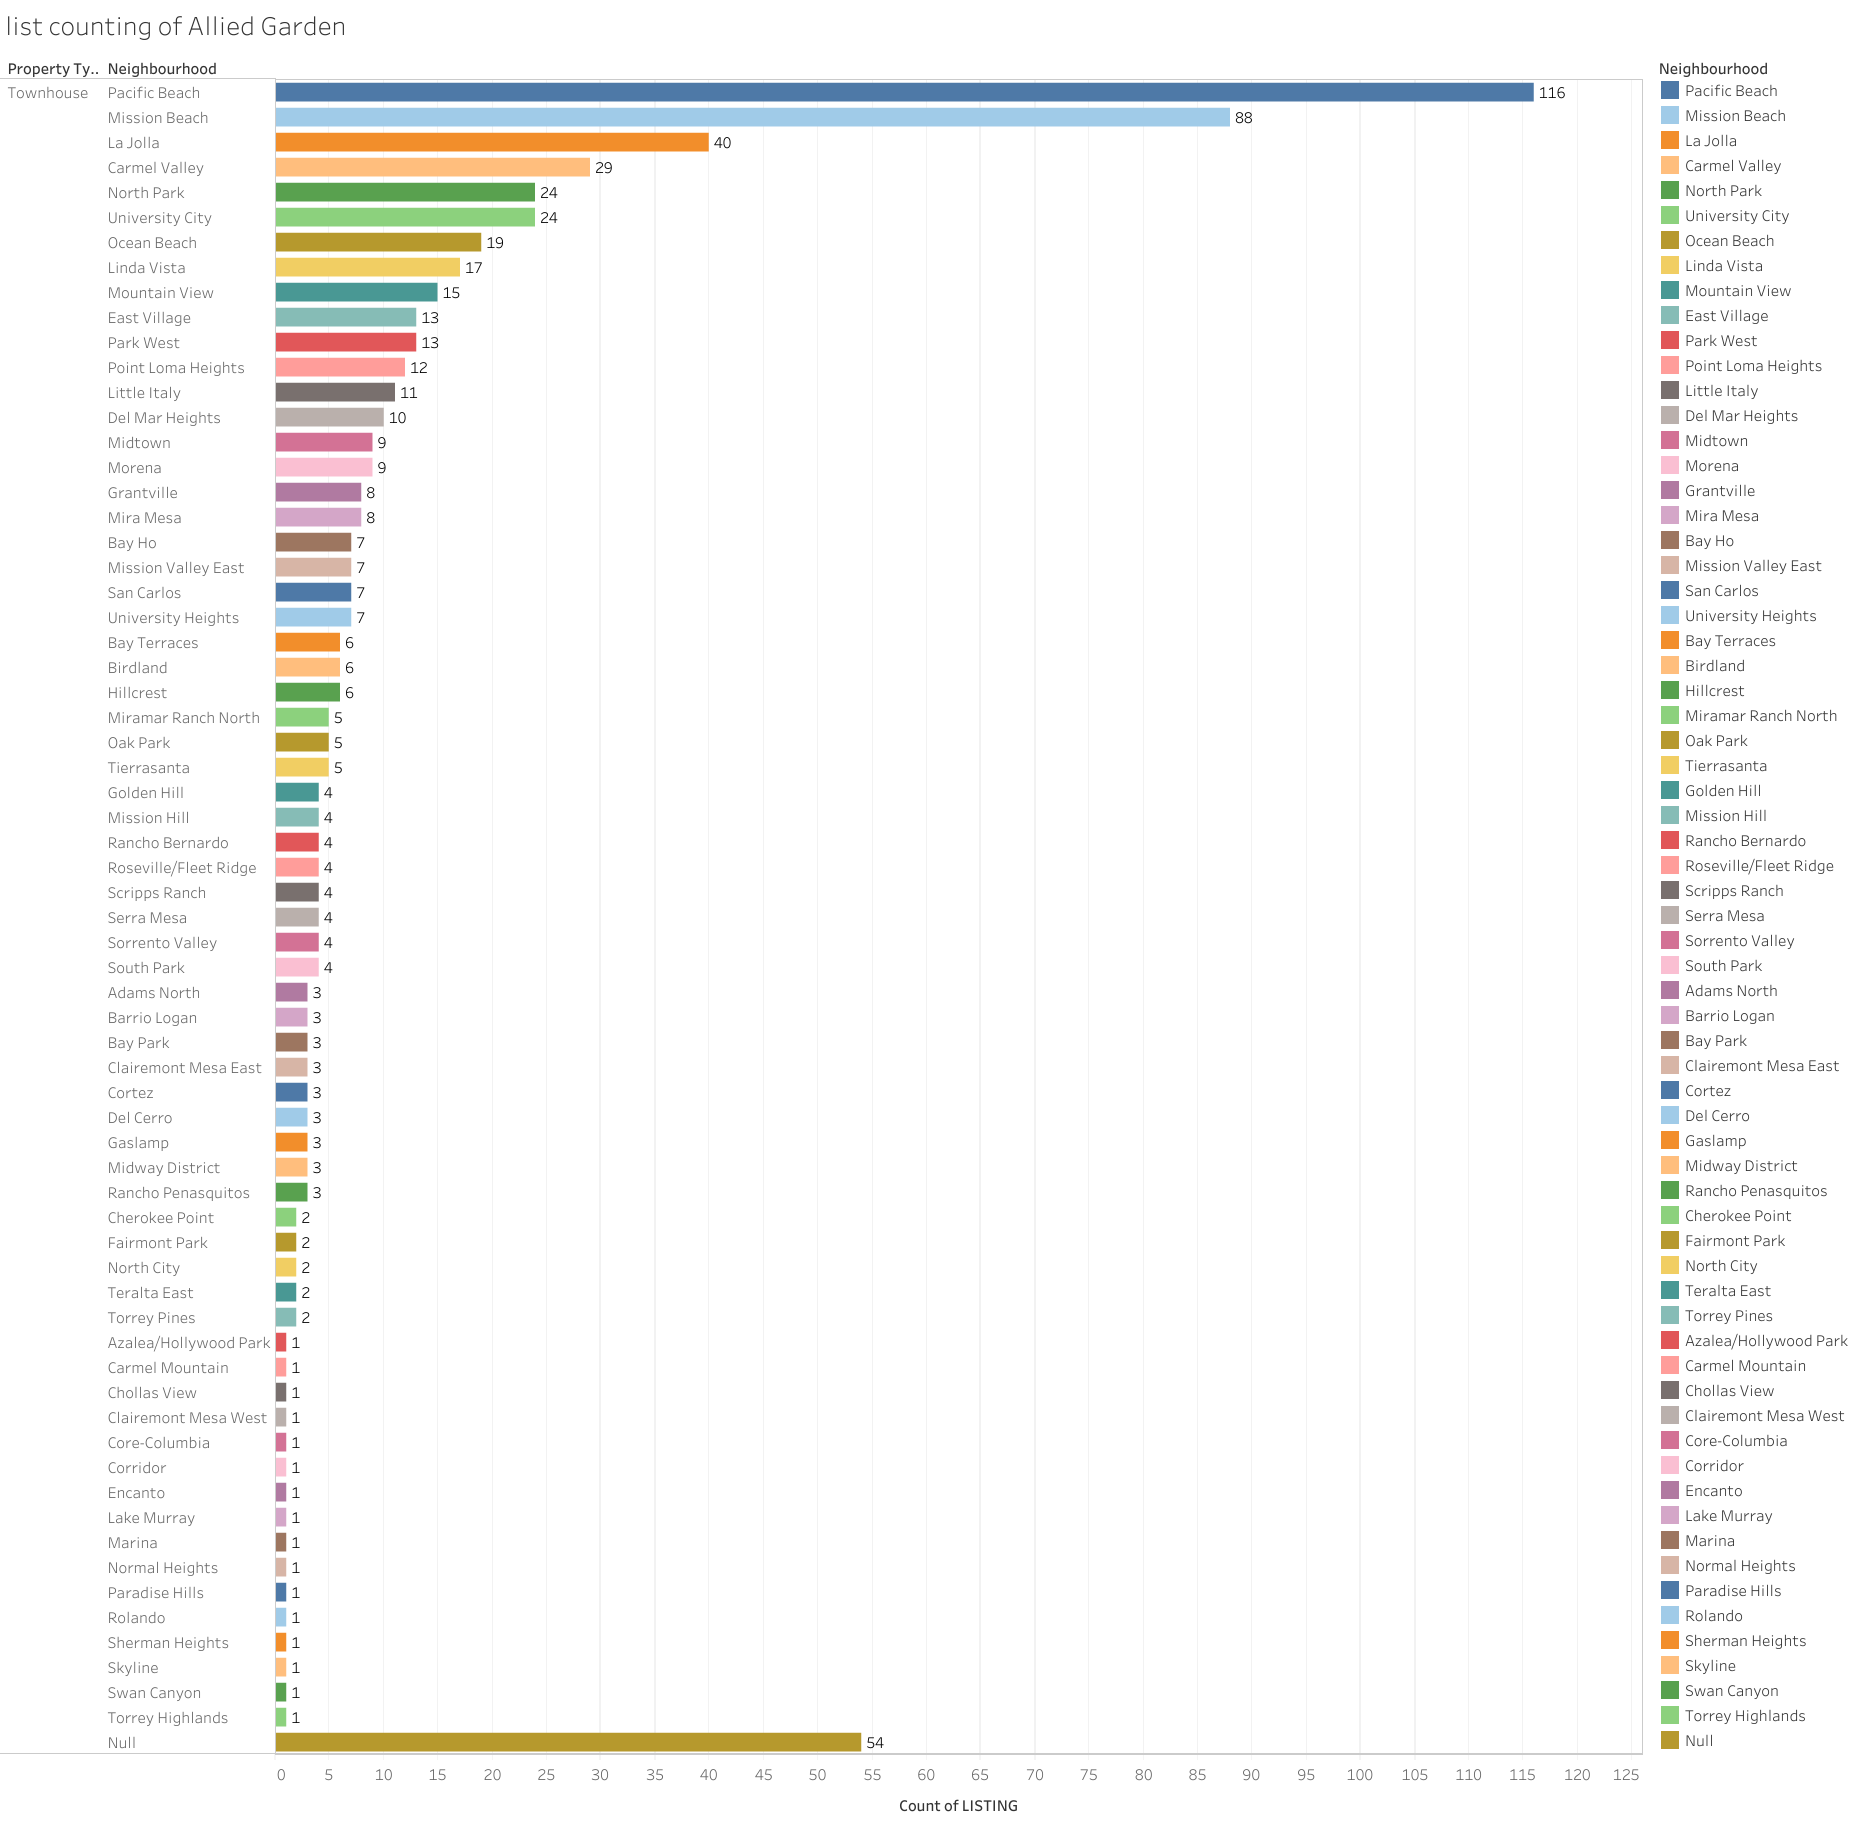 list counting of Allied Garden
Property Ty.. Neighbourhood
Townhouse Pacific Beach 116
Mission Beach 88
La Jolla 40
Carmel Valley 29
North Park 24
University City 24
Ocean Beach 19
Linda Vista 17
Mountain View 15
East Village 13
Park West 13
Point Loma Heights 12
Little Italy 11
Del Mar Heights 10
Midtown 9
Morena 9
Grantville 8
Mira Mesa 8
Bay Ho 7
Mission Valley East 7
San Carlos 7
University Heights 7
Bay Terraces 6
Birdland 6
Hillcrest 6
Miramar Ranch North 5
Oak Park 5
Tierrasanta 5
Golden Hill 4
Mission Hill 4
Rancho Bernardo 4
Roseville/Fleet Ridge 4
Scripps Ranch 4
Serra Mesa 4
Sorrento Valley 4
South Park 4
Adams North 3
Barrio Logan 3
Bay Park 3
Clairemont Mesa East 3
Cortez 3
Del Cerro 3
Gaslamp 3
Midway District 3
Rancho Penasquitos 3
Cherokee Point 2
Fairmont Park 2
North City 2
Teralta East 2
Torrey Pines 2
Azalea/Hollywood Park 1
Carmel Mountain 1
Chollas View 1
Clairemont Mesa West 1
Core-Columbia 1
Corridor 1
Encanto 1
Lake Murray 1
Marina 1
Normal Heights 1
Paradise Hills 1
Rolando 1
Sherman Heights 1
Skyline 1
Swan Canyon 1
Torrey Highlands 1
Null 54
0 5 10 15 20 25 30 35 40 45 50 55 60 65 70 75 80 85 90 95 100 105 110 115 120 125
Count of LISTING
Neighbourhood
Pacific Beach
Mission Beach
La Jolla
Carmel Valley
North Park
University City
Ocean Beach
Linda Vista
Mountain View
East Village
Park West
Point Loma Heights
Little Italy
Del Mar Heights
Midtown
Morena
Grantville
Mira Mesa
Bay Ho
Mission Valley East
San Carlos
University Heights
Bay Terraces
Birdland
Hillcrest
Miramar Ranch North
Oak Park
Tierrasanta
Golden Hill
Mission Hill
Rancho Bernardo
Roseville/Fleet Ridge
Scripps Ranch
Serra Mesa
Sorrento Valley
South Park
Adams North
Barrio Logan
Bay Park
Clairemont Mesa East
Cortez
Del Cerro
Gaslamp
Midway District
Rancho Penasquitos
Cherokee Point
Fairmont Park
North City
Teralta East
Torrey Pines
Azalea/Hollywood Park
Carmel Mountain
Chollas View
Clairemont Mesa West
Core-Columbia
Corridor
Encanto
Lake Murray
Marina
Normal Heights
Paradise Hills
Rolando
Sherman Heights
Skyline
Swan Canyon
Torrey Highlands
Null